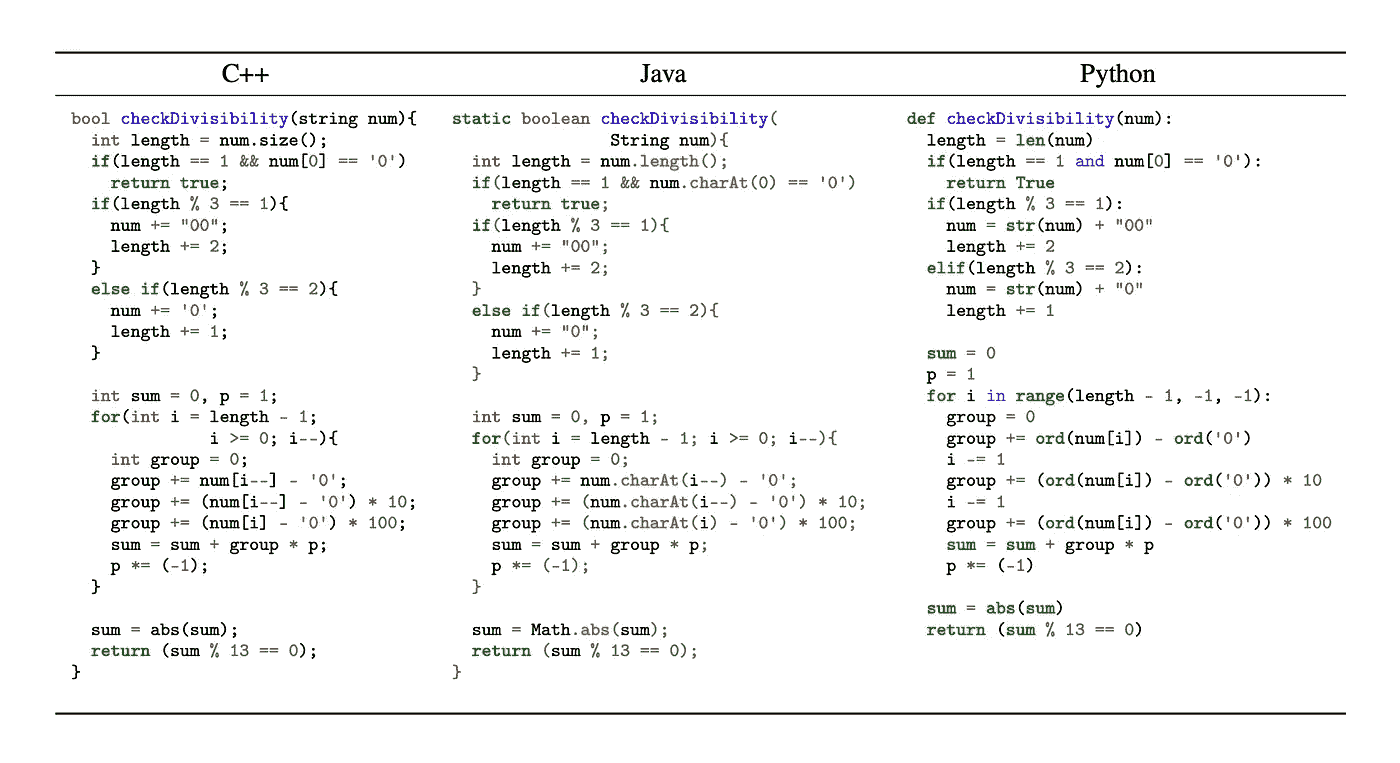 C++
bool checkDivisibility(string num){
  int length = num.size();
  if(length == 1 && num[0] == '0')
    return true;
  if(length % 3 == 1){
    num += "00";
    length += 2;
  }
  else if(length % 3 == 2){
    num += '0';
    length += 1;
  }

  int sum = 0, p = 1;
  for(int i = length - 1;
              i >= 0; i--){
    int group = 0;
    group += num[i--] - '0';
    group += (num[i--] - '0') * 10;
    group += (num[i] - '0') * 100;
    sum = sum + group * p;
    p *= (-1);
  }

  sum = abs(sum);
  return (sum % 13 == 0);
}
Java
static boolean checkDivisibility(
                String num){
  int length = num.length();
  if(length == 1 && num.charAt(0) == '0')
    return true;
  if(length % 3 == 1){
    num += "00";
    length += 2;
  }
  else if(length % 3 == 2){
    num += "0";
    length += 1;
  }

  int sum = 0, p = 1;
  for(int i = length - 1; i >= 0; i--){
    int group = 0;
    group += num.charAt(i--) - '0';
    group += (num.charAt(i--) - '0') * 10;
    group += (num.charAt(i) - '0') * 100;
    sum = sum + group * p;
    p *= (-1);
  }

  sum = Math.abs(sum);
  return (sum % 13 == 0);
}
Python
def checkDivisibility(num):
  length = len(num)
  if(length == 1 and num[0] == '0'):
    return True
  if(length % 3 == 1):
    num = str(num) + "00"
    length += 2
  elif(length % 3 == 2):
    num = str(num) + "0"
    length += 1

  sum = 0
  p = 1
  for i in range(length - 1, -1, -1):
    group = 0
    group += ord(num[i]) - ord('0')
    i -= 1
    group += (ord(num[i]) - ord('0')) * 10
    i -= 1
    group += (ord(num[i]) - ord('0')) * 100
    sum = sum + group * p
    p *= (-1)

  sum = abs(sum)
  return (sum % 13 == 0)